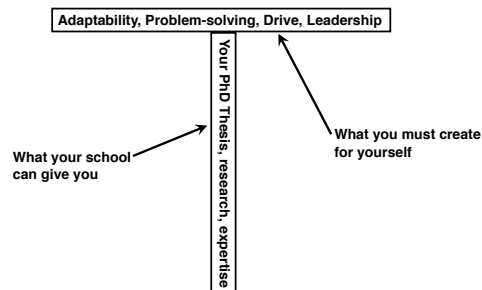 Adaptability, Problem-solving, Drive, Leadership
Your PhD Thesis, research, expertise
What your school
can give you
What you must create
for yourself